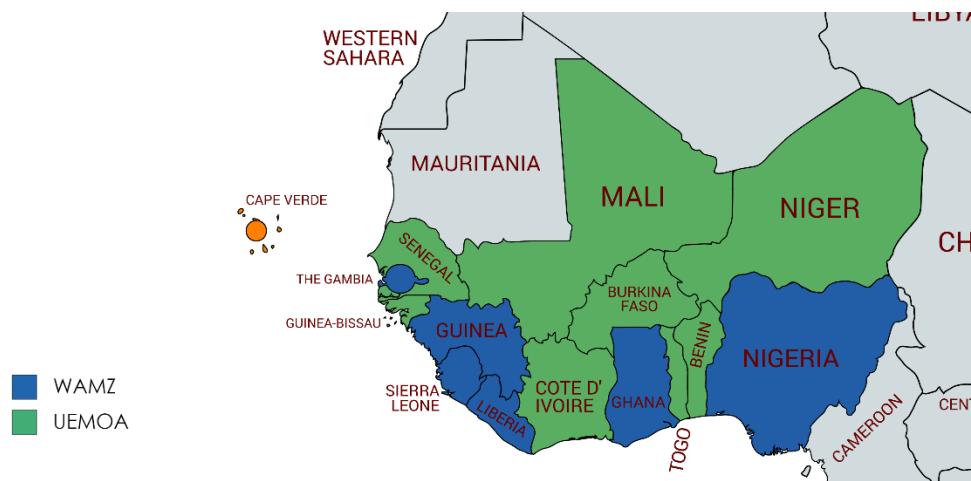 LIBYA
WESTERN
SAHARA
MAURITANIA
MALI
NIGER
CAPE VERDE
CH
SENEGAL
THE GAMBIA
BURKINA
FASO
GUINEA-BISSAU
GUINEA
BENIN
NIGERIA
WAMZ
SIERRA
LEONE
COTE D'
IVOIRE
GHANA
LIBERIA
CENT
UEMOA
TOGO
CAMEROON